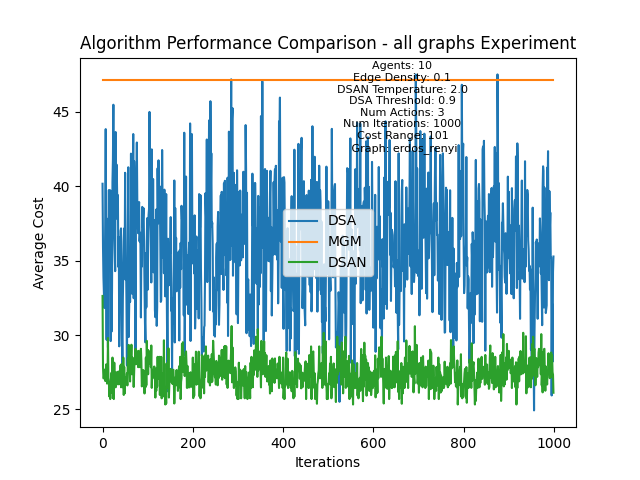 Algorithm Performance Comparison - all graphs Experiment
Agents: 10
Edge Density: 0.1
DSAN Temperature: 2.0
DSA Threshold: 0.9
Num Actions: 3
Num Iterations: 1000
Cost Range: 101
Graph: erdos_renyi
45
40
35
30
25
Average Cost
DSA
MGM
DSAN
0
200
400
600
800
1000
Iterations